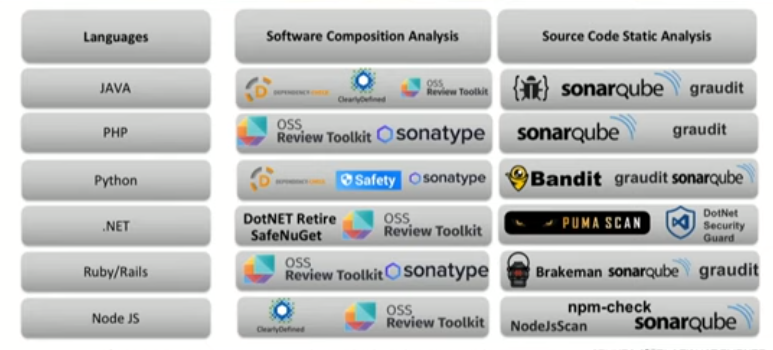 Languages
Software Composition Analysis
Source Code Static Analysis
JAVA
DEPENDENCY-CHECK
ClearlyDefined
OSS
Review Toolkit
sonarqube
graudit
PHP
OSS
Review Toolkit
sonatype
sonarqube
graudit
Python
DEPENDENCY-CHECK
Safety
sonatype
Bandit
graudit
sonarqube
.NET
DotNET Retire
SafeNuGet
OSS
Review Toolkit
PUMA SCAN
DotNet
Security
Guard
Ruby/Rails
OSS
Review Toolkit
sonatype
Brakeman
sonarqube
graudit
Node JS
ClearlyDefined
OSS
Review Toolkit
npm-check
NodeJsScan
sonarqube